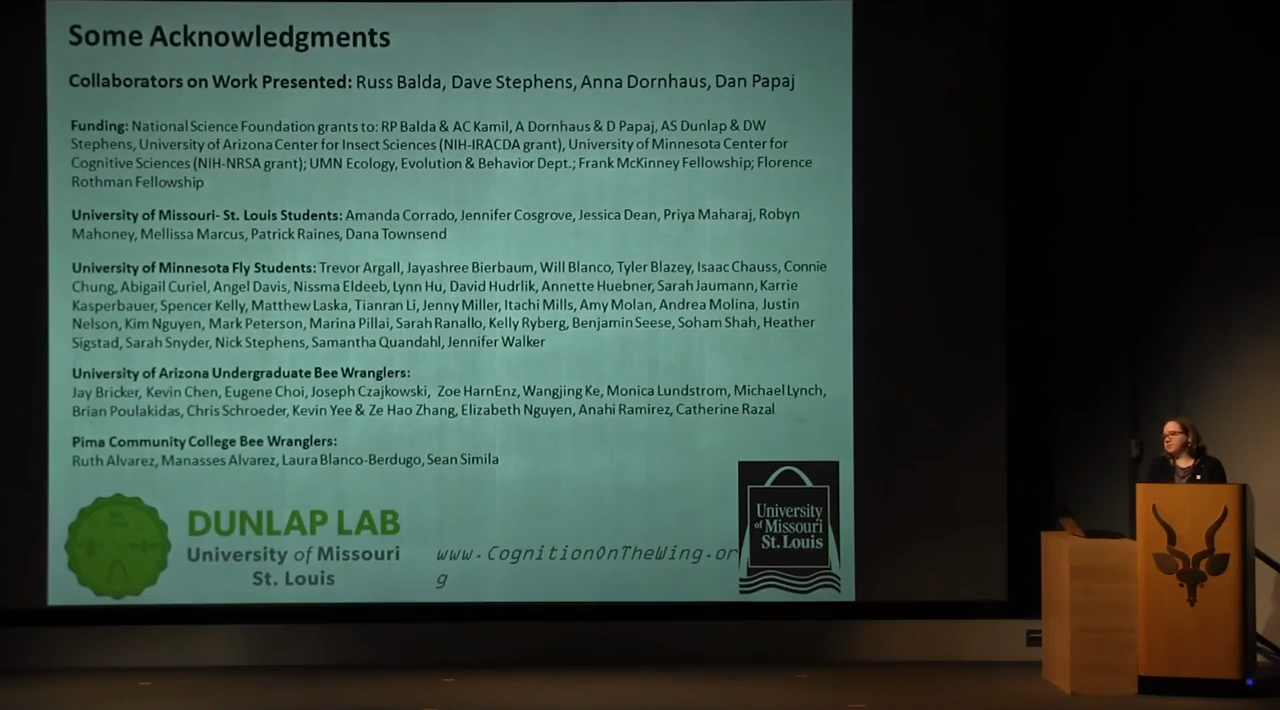 Some Acknowledgments
Collaborators on Work Presented: Russ Balda, Dave Stephens, Anna Dornhaus, Dan Papaj
Funding: National Science Foundation grants to: RP Balda & AC Kamil, A Dornhaus & D Papaj, AS Dunlap & DW
Stephens, University of Arizona Center for Insect Sciences (NIH-IRACDA grant), University of Minnesota Center for
Cognitive Sciences (NIH-NRSA grant); UMN Ecology, Evolution & Behavior Dept.; Frank McKinney Fellowship; Florence
Rothman Fellowship
University of Missouri- St. Louis Students: Amanda Corrado, Jennifer Cosgrove, Jessica Dean, Priya Maharaj, Robyn
Mahoney, Mellissa Marcus, Patrick Raines, Dana Townsend
University of Minnesota Fly Students: Trevor Argall, Jayashree Bierbaum, Will Blanco, Tyler Blazey, Isaac Chauss, Connie
Chung, Abigail Curiel, Angel Davis, Nissma Eldeeb, Lynn Hu, David Hudrlik, Annette Huebner, Sarah Jaumann, Karrie
Kasperbauer, Spencer Kelly, Matthew Laska, Tianran Li, Jenny Miller, Itachi Mills, Amy Molan, Andrea Molina, Justin
Nelson, Kim Nguyen, Mark Peterson, Marina Pillai, Sarah Ranallo, Kelly Ryberg, Benjamin Seese, Soham Shah, Heather
Sigstad, Sarah Snyder, Nick Stephens, Samantha Quandahl, Jennifer Walker
University of Arizona Undergraduate Bee Wranglers:
Jay Bricker, Kevin Chen, Eugene Choi, Joseph Czajkowski, Zoe HarnEnz, Wangjing Ke, Monica Lundstrom, Michael Lynch,
Brian Poulakidas, Chris Schroeder, Kevin Yee & Ze Hao Zhang, Elizabeth Nguyen, Anahi Ramirez, Catherine Razal
Pima Community College Bee Wranglers:
Ruth Alvarez, Manasses Alvarez, Laura Blanco-Berdugo, Sean Simila
DUNLAP LAB
University of Missouri
St. Louis
www.CognitionOnTheWing.or
g
University
of Missouri
St. Louis